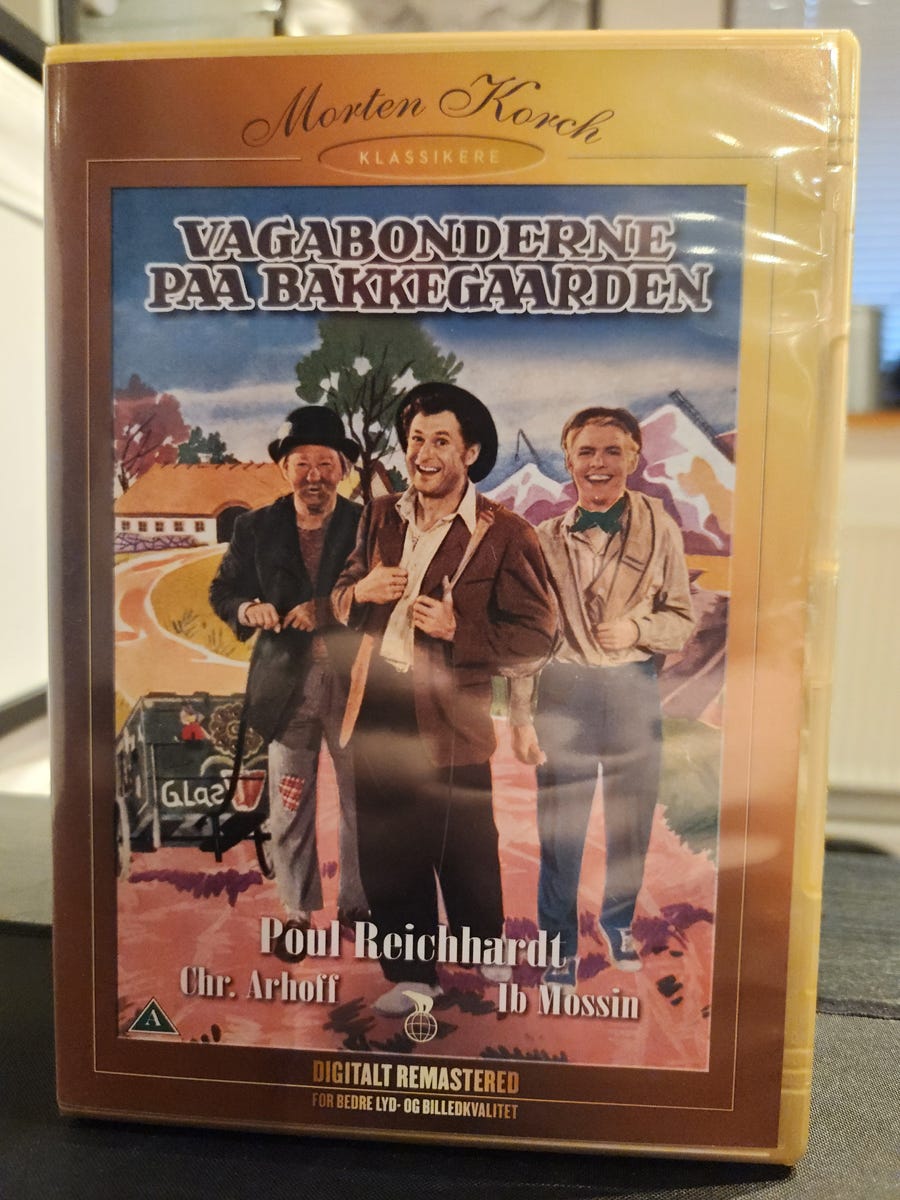 Morten Korch
KLASSIKERE
VAGABONDERNE
PAA BAKKEGAARDEN
Glas
Poul Reichhardt
Chr. Arhoff
Ib Mossin
A
DIGITALT REMASTERED
FOR BEDRE LYD- OG BILLEDKVALITET